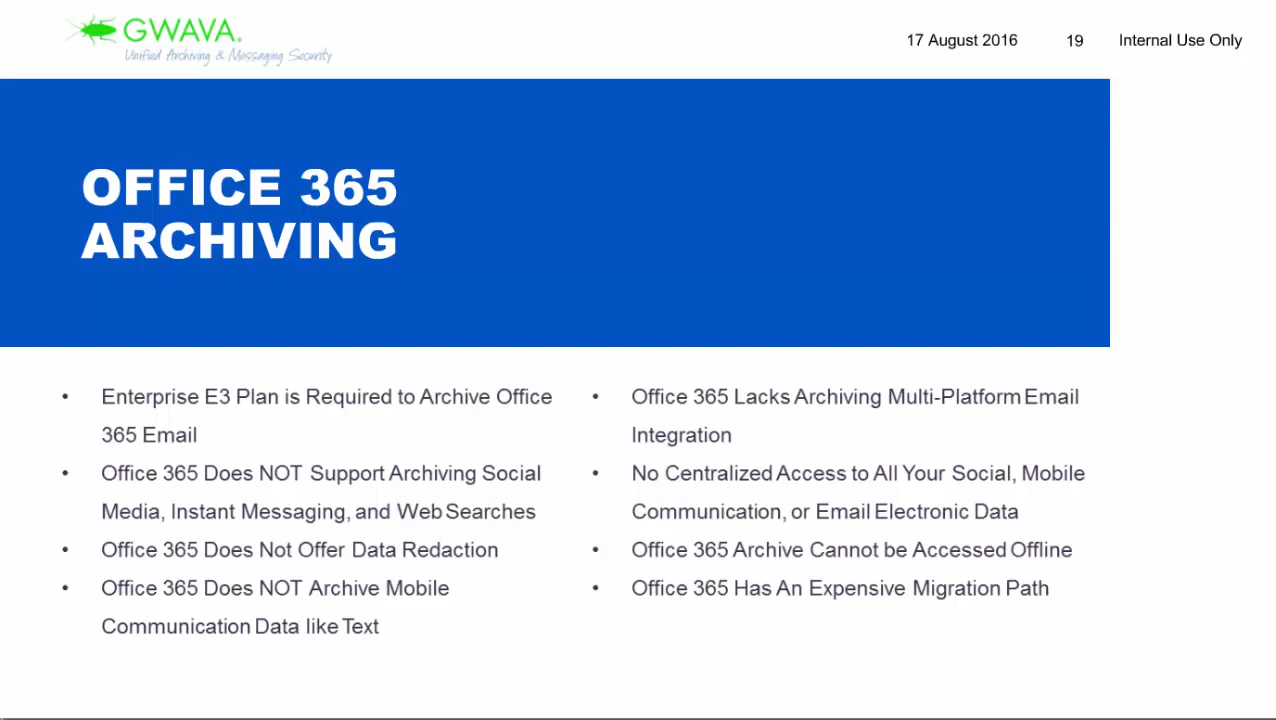 GWAVA.
Unified Archiving & Messaging Security
17 August 2016
19
Internal Use Only
OFFICE 365
ARCHIVING
• Enterprise E3 Plan is Required to Archive Office
365 Email
• Office 365 Does NOT Support Archiving Social
Media, Instant Messaging, and Web Searches
• Office 365 Does Not Offer Data Redaction
• Office 365 Does NOT Archive Mobile
Communication Data like Text
• Office 365 Lacks Archiving Multi-Platform Email
Integration
• No Centralized Access to All Your Social, Mobile
Communication, or Email Electronic Data
• Office 365 Archive Cannot be Accessed Offline
• Office 365 Has An Expensive Migration Path